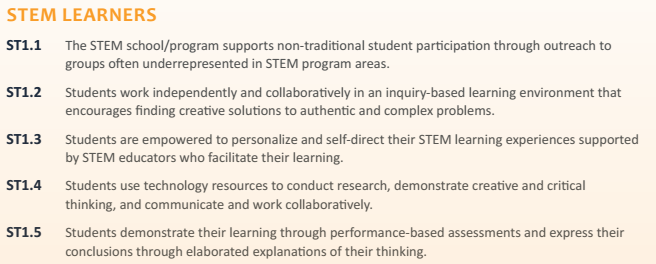 STEM LEARNERS
ST1.1 The STEM school/program supports non-traditional student participation through outreach to
groups often underrepresented in STEM program areas.
ST1.2 Students work independently and collaboratively in an inquiry-based learning environment that
encourages finding creative solutions to authentic and complex problems.
ST1.3 Students are empowered to personalize and self-direct their STEM learning experiences supported
by STEM educators who facilitate their learning.
ST1.4 Students use technology resources to conduct research, demonstrate creative and critical
thinking, and communicate and work collaboratively.
ST1.5 Students demonstrate their learning through performance-based assessments and express their
conclusions through elaborated explanations of their thinking.